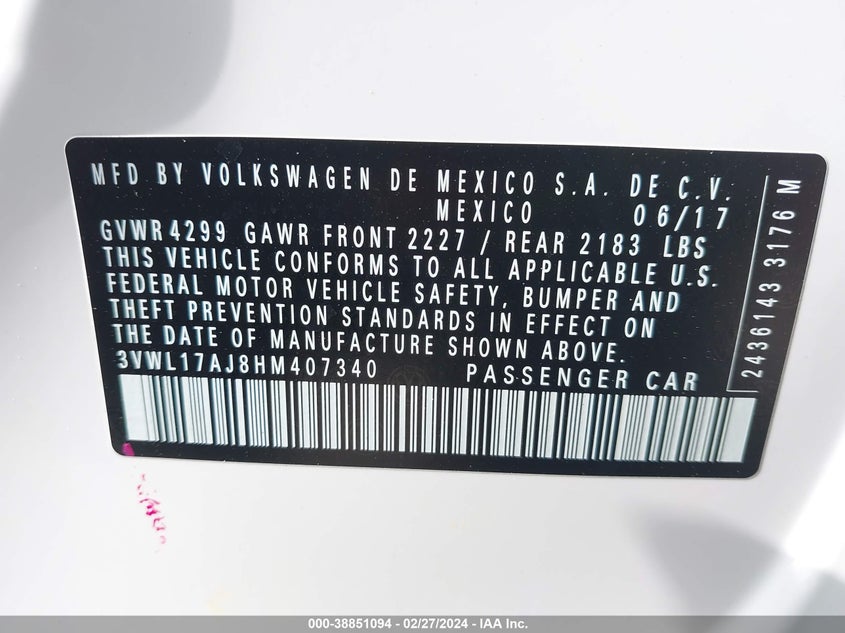 MFD BY VOLKSWAGEN DE MEXICO S.A. DE C.V.
MEXICO 06/17
GVWR 4299 GAWR FRONT 2227 / REAR 2183 LBS
THIS VEHICLE CONFORMS TO ALL APPLICABLE U.S.
FEDERAL MOTOR VEHICLE SAFETY, BUMPER AND
THEFT PREVENTION STANDARDS IN EFFECT ON
THE DATE OF MANUFACTURE SHOWN ABOVE.
3VWL17AJ8HM407340 PASSENGER CAR
2436143 3176 M
000-38851094 - 02/27/2024 - IAA Inc.